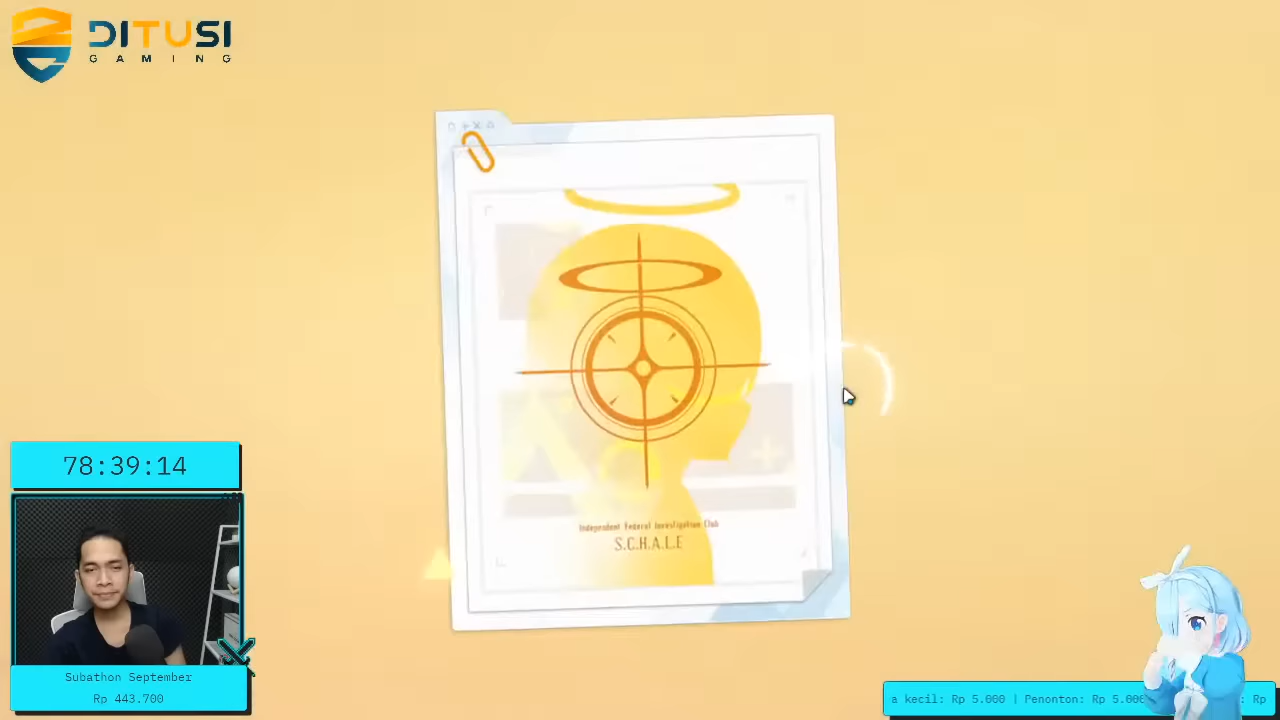 DITUSI
GAMING
Independent Federal Investigation Club
S.C.H.A.L.E
78:39:14
Subathon September
Rp 443.700
a kecil: Rp 5.000 | Penonton: Rp 5.000
: Rp